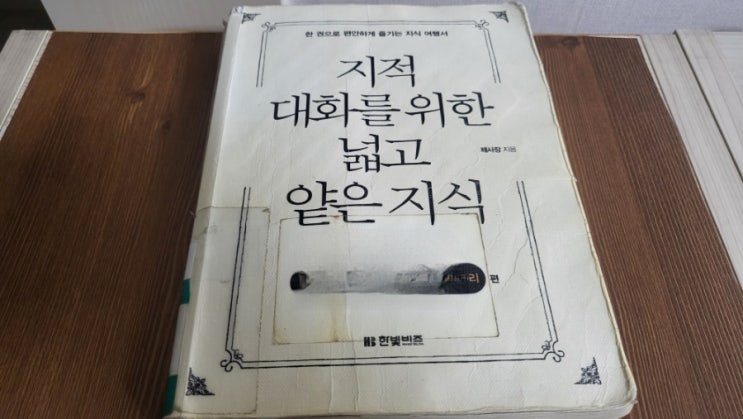 한 권으로 편안하게 즐기는 지식 여행서
지적
대화를 위한
넓고
채사장 지음
얕은 지식
리 편
HB 한빛비즈